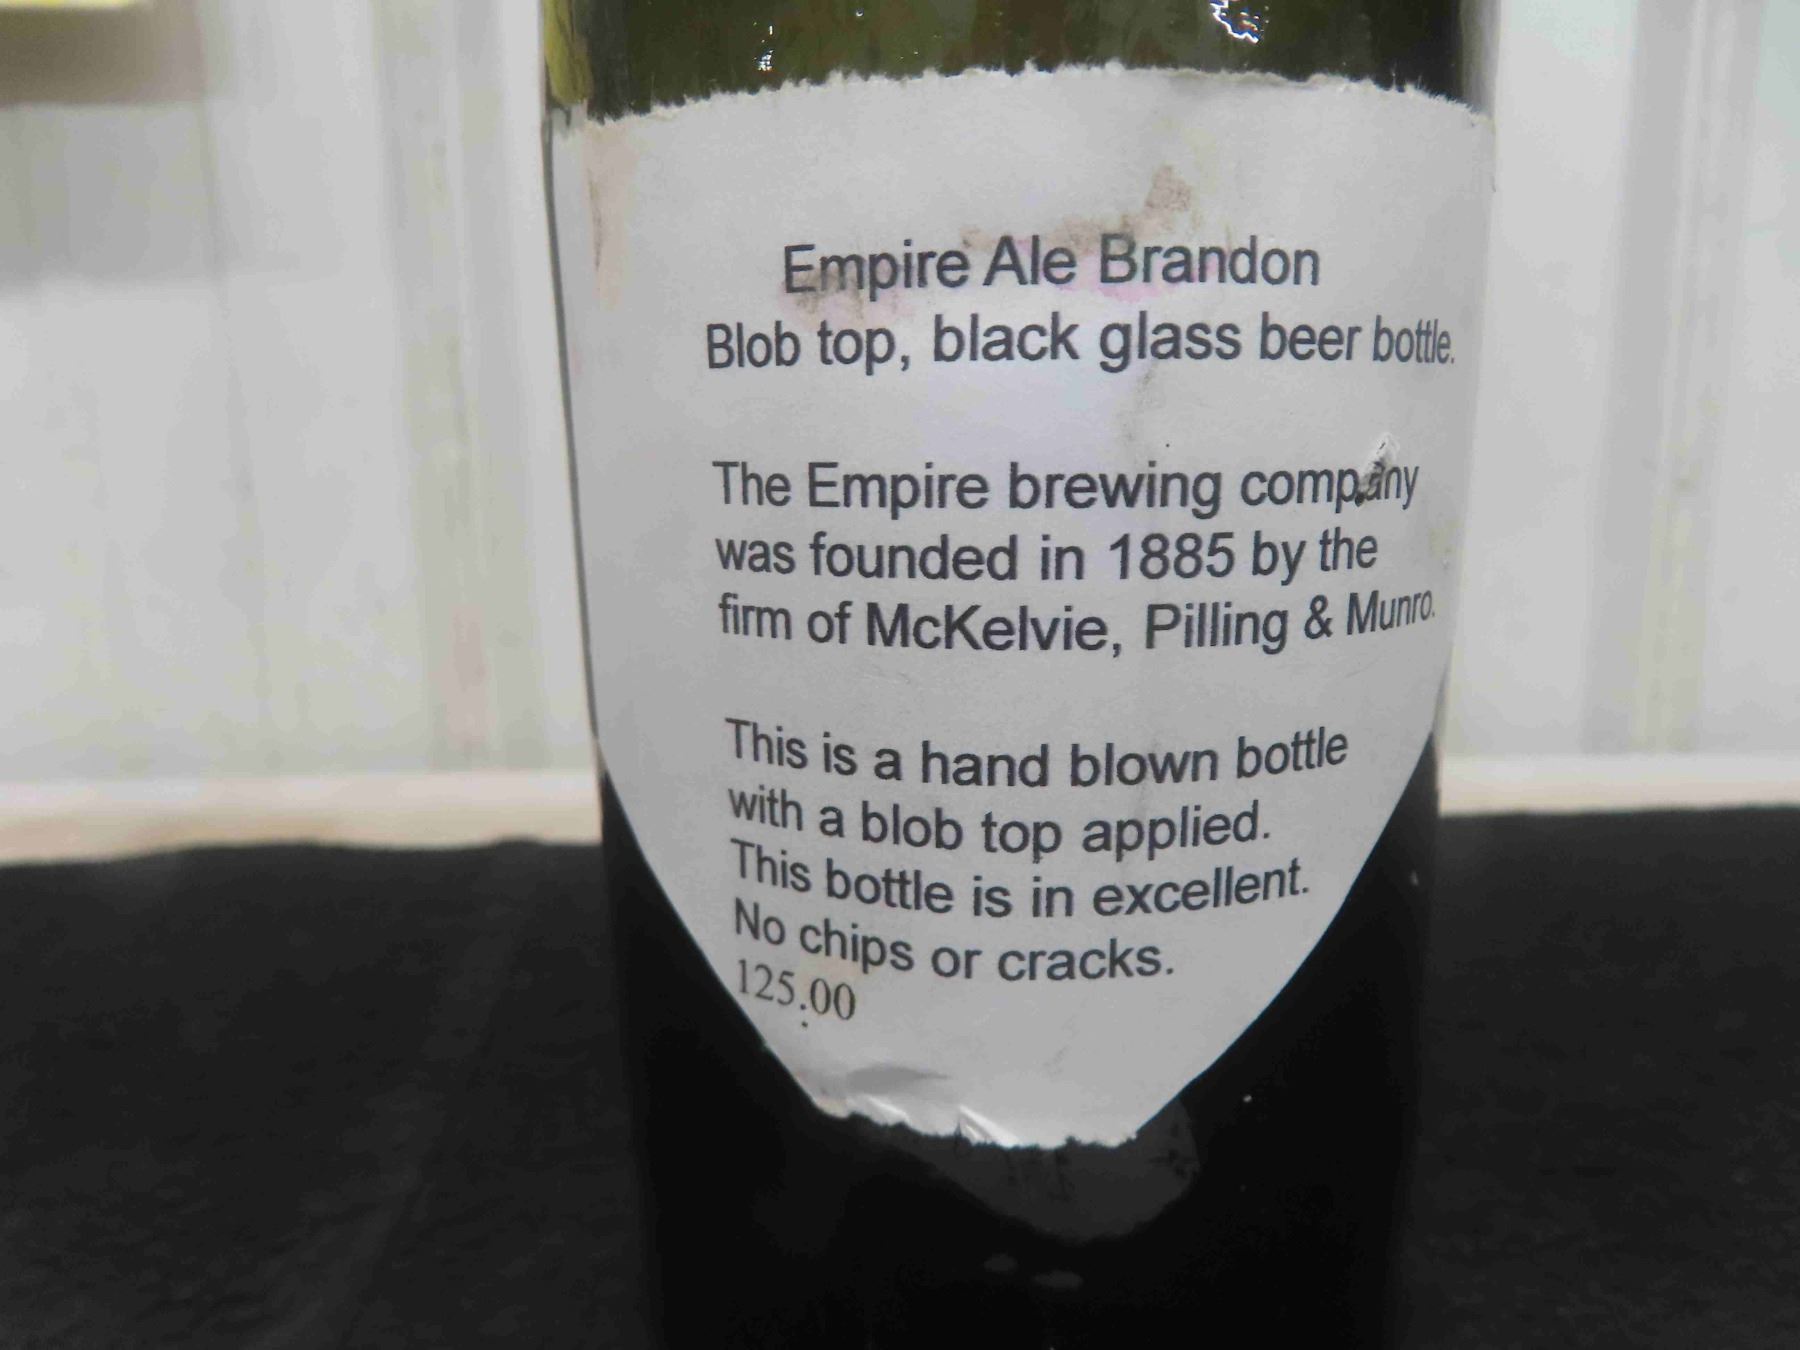 Empire Ale Brandon
Blob top, black glass beer bottle.
The Empire brewing company
was founded in 1885 by the
firm of McKelvie, Pilling & Munro.
This is a hand blown bottle
with a blob top applied.
This bottle is in excellent.
No chips or cracks.
125.00